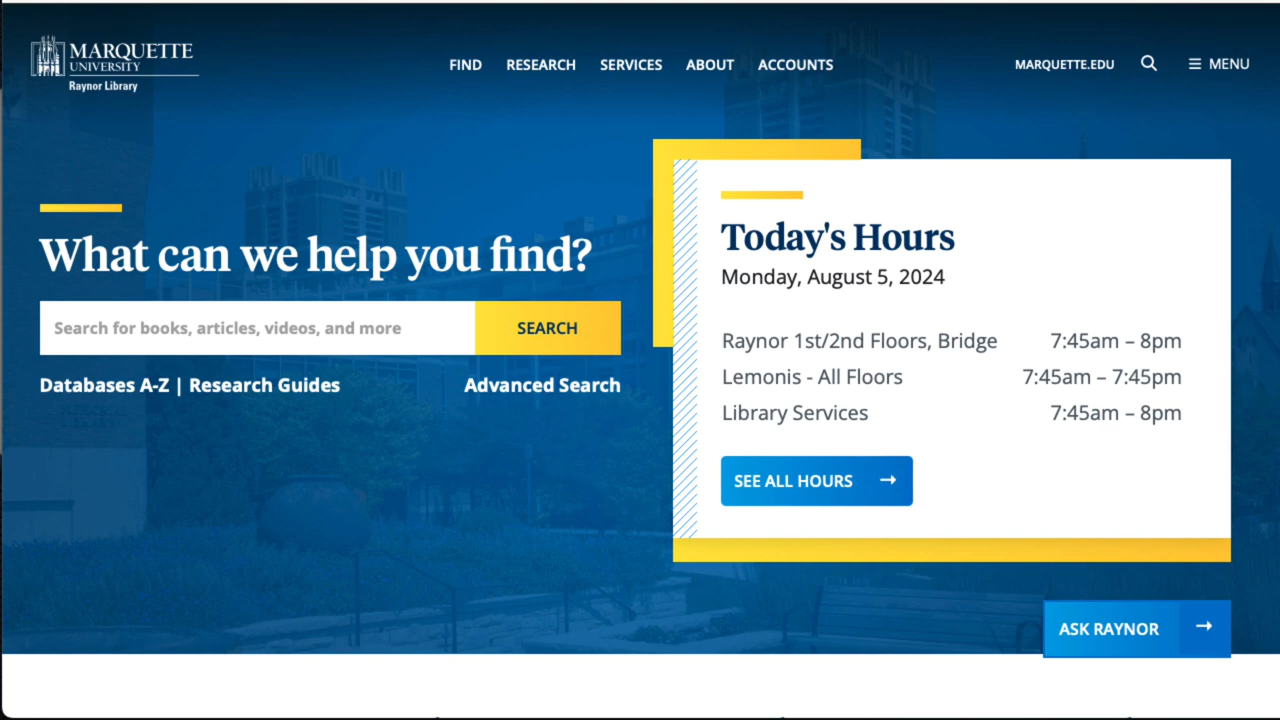 MARQUETTE
UNIVERSITY
Raynor Library
FIND RESEARCH SERVICES ABOUT ACCOUNTS
MARQUETTE.EDU MENU
What can we help you find?
Search for books, articles, videos, and more SEARCH
Databases A-Z | Research Guides Advanced Search
Today's Hours
Monday, August 5, 2024
Raynor 1st/2nd Floors, Bridge 7:45am – 8pm
Lemonis - All Floors 7:45am – 7:45pm
Library Services 7:45am – 8pm
SEE ALL HOURS →
ASK RAYNOR →